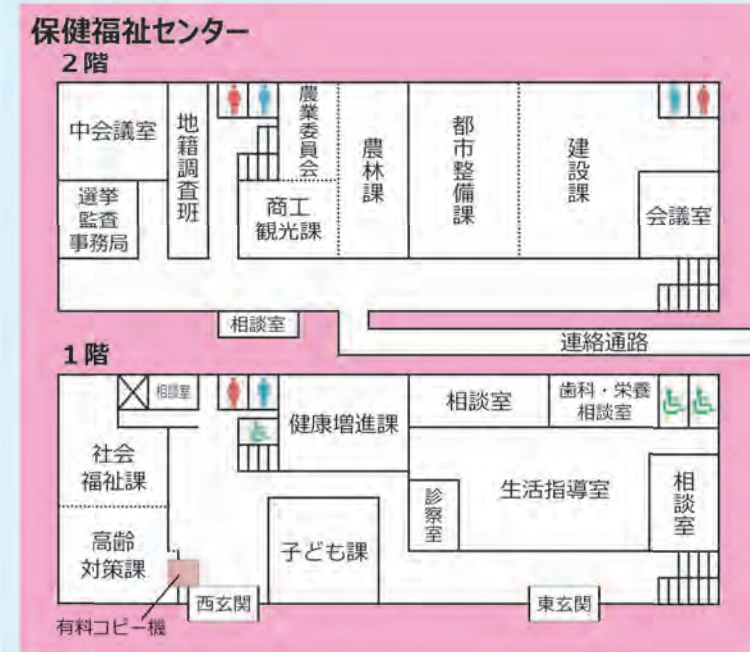 保健福祉センター
2階
中会議室
地籍調査班
農業委員会
農林課
都市整備課
建設課
選挙
監査
事務局
商工
観光課
会議室
相談室
連絡通路
1階
相談室
健康増進課
相談室
歯科・栄養
相談室
社会
福祉課
診察室
生活指導室
相談室
高齢
対策課
子ども課
西玄関
東玄関
有料コピー機